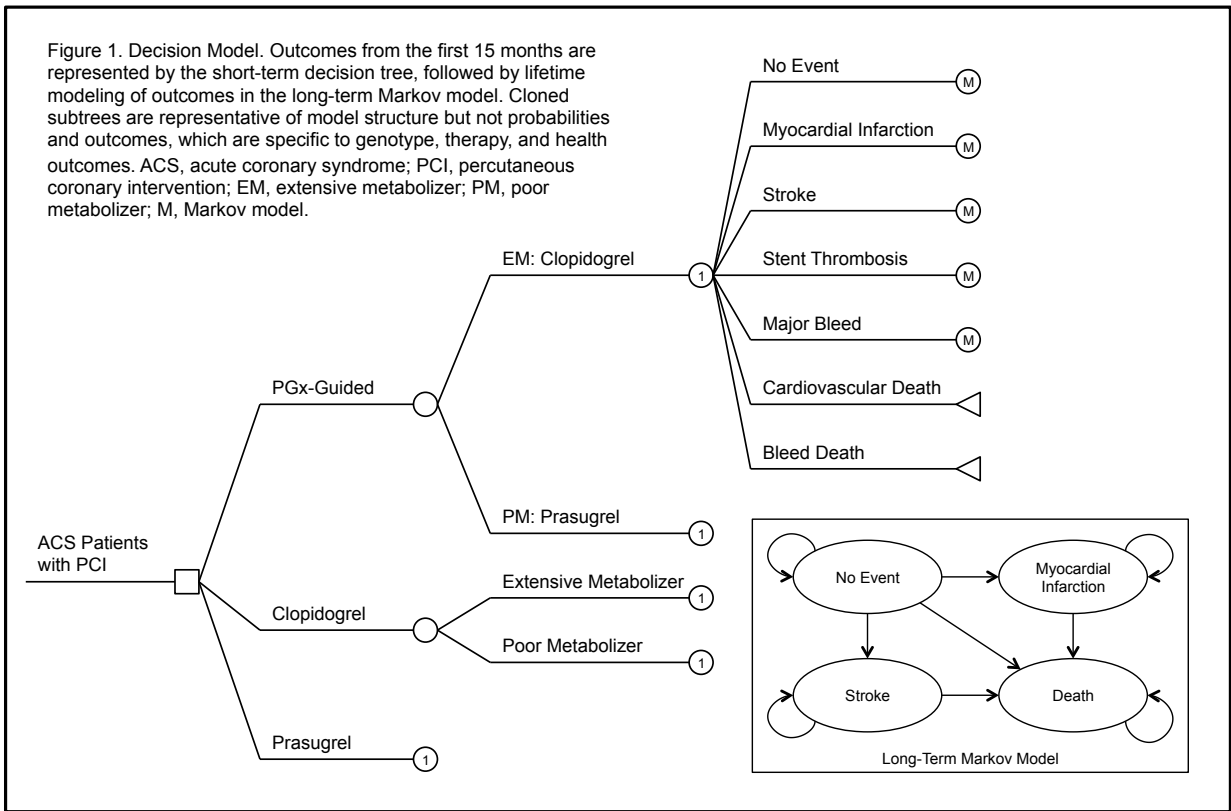 Figure 1. Decision Model. Outcomes from the first 15 months are
represented by the short-term decision tree, followed by lifetime
modeling of outcomes in the long-term Markov model. Cloned
subtrees are representative of model structure but not probabilities
and outcomes, which are specific to genotype, therapy, and health
outcomes. ACS, acute coronary syndrome; PCI, percutaneous
coronary intervention; EM, extensive metabolizer; PM, poor
metabolizer; M, Markov model.
No Event
M
Myocardial Infarction
M
Stroke
M
EM: Clopidogrel
1
Stent Thrombosis
M
Major Bleed
M
PGx-Guided
Cardiovascular Death
Bleed Death
PM: Prasugrel
1
ACS Patients
with PCI
Extensive Metabolizer
1
Clopidogrel
Poor Metabolizer
1
Prasugrel
1
No Event
Myocardial
Infarction
Stroke
Death
Long-Term Markov Model